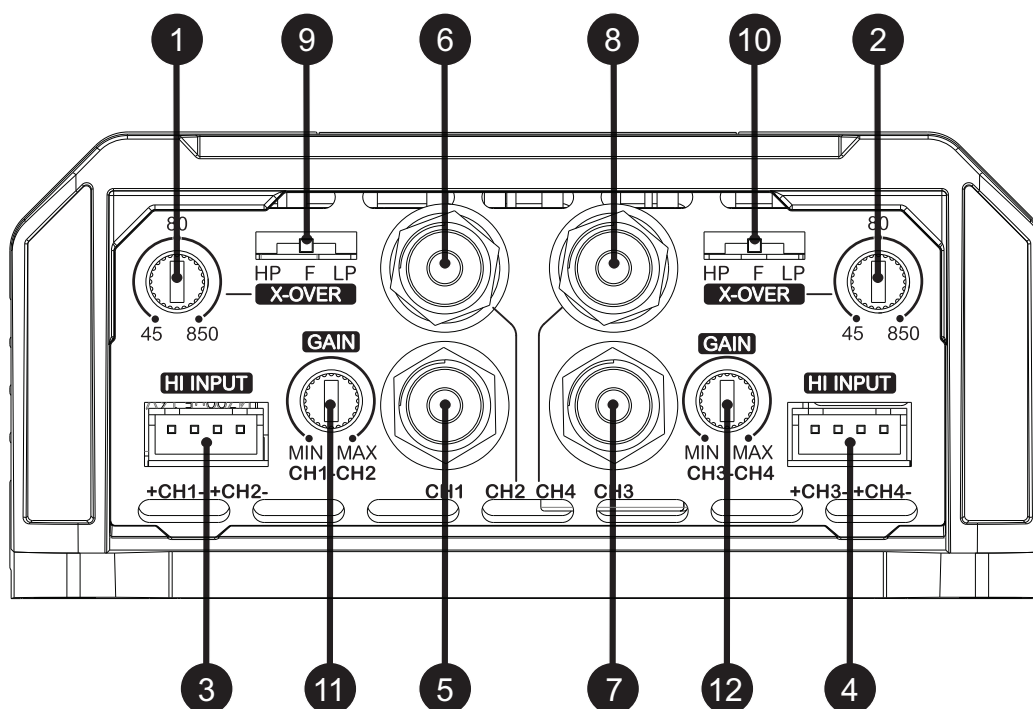 1 9 6 8 10 2
80 80
HP F LP HP F LP
X-OVER X-OVER
45 850 45 850
GAIN GAIN
HI INPUT HI INPUT
MIN MAX MIN MAX
CH1-CH2 CH3-CH4
+CH1- +CH2- CH1 CH2 CH4 CH3 +CH3- +CH4-
3 11 5 7 12 4